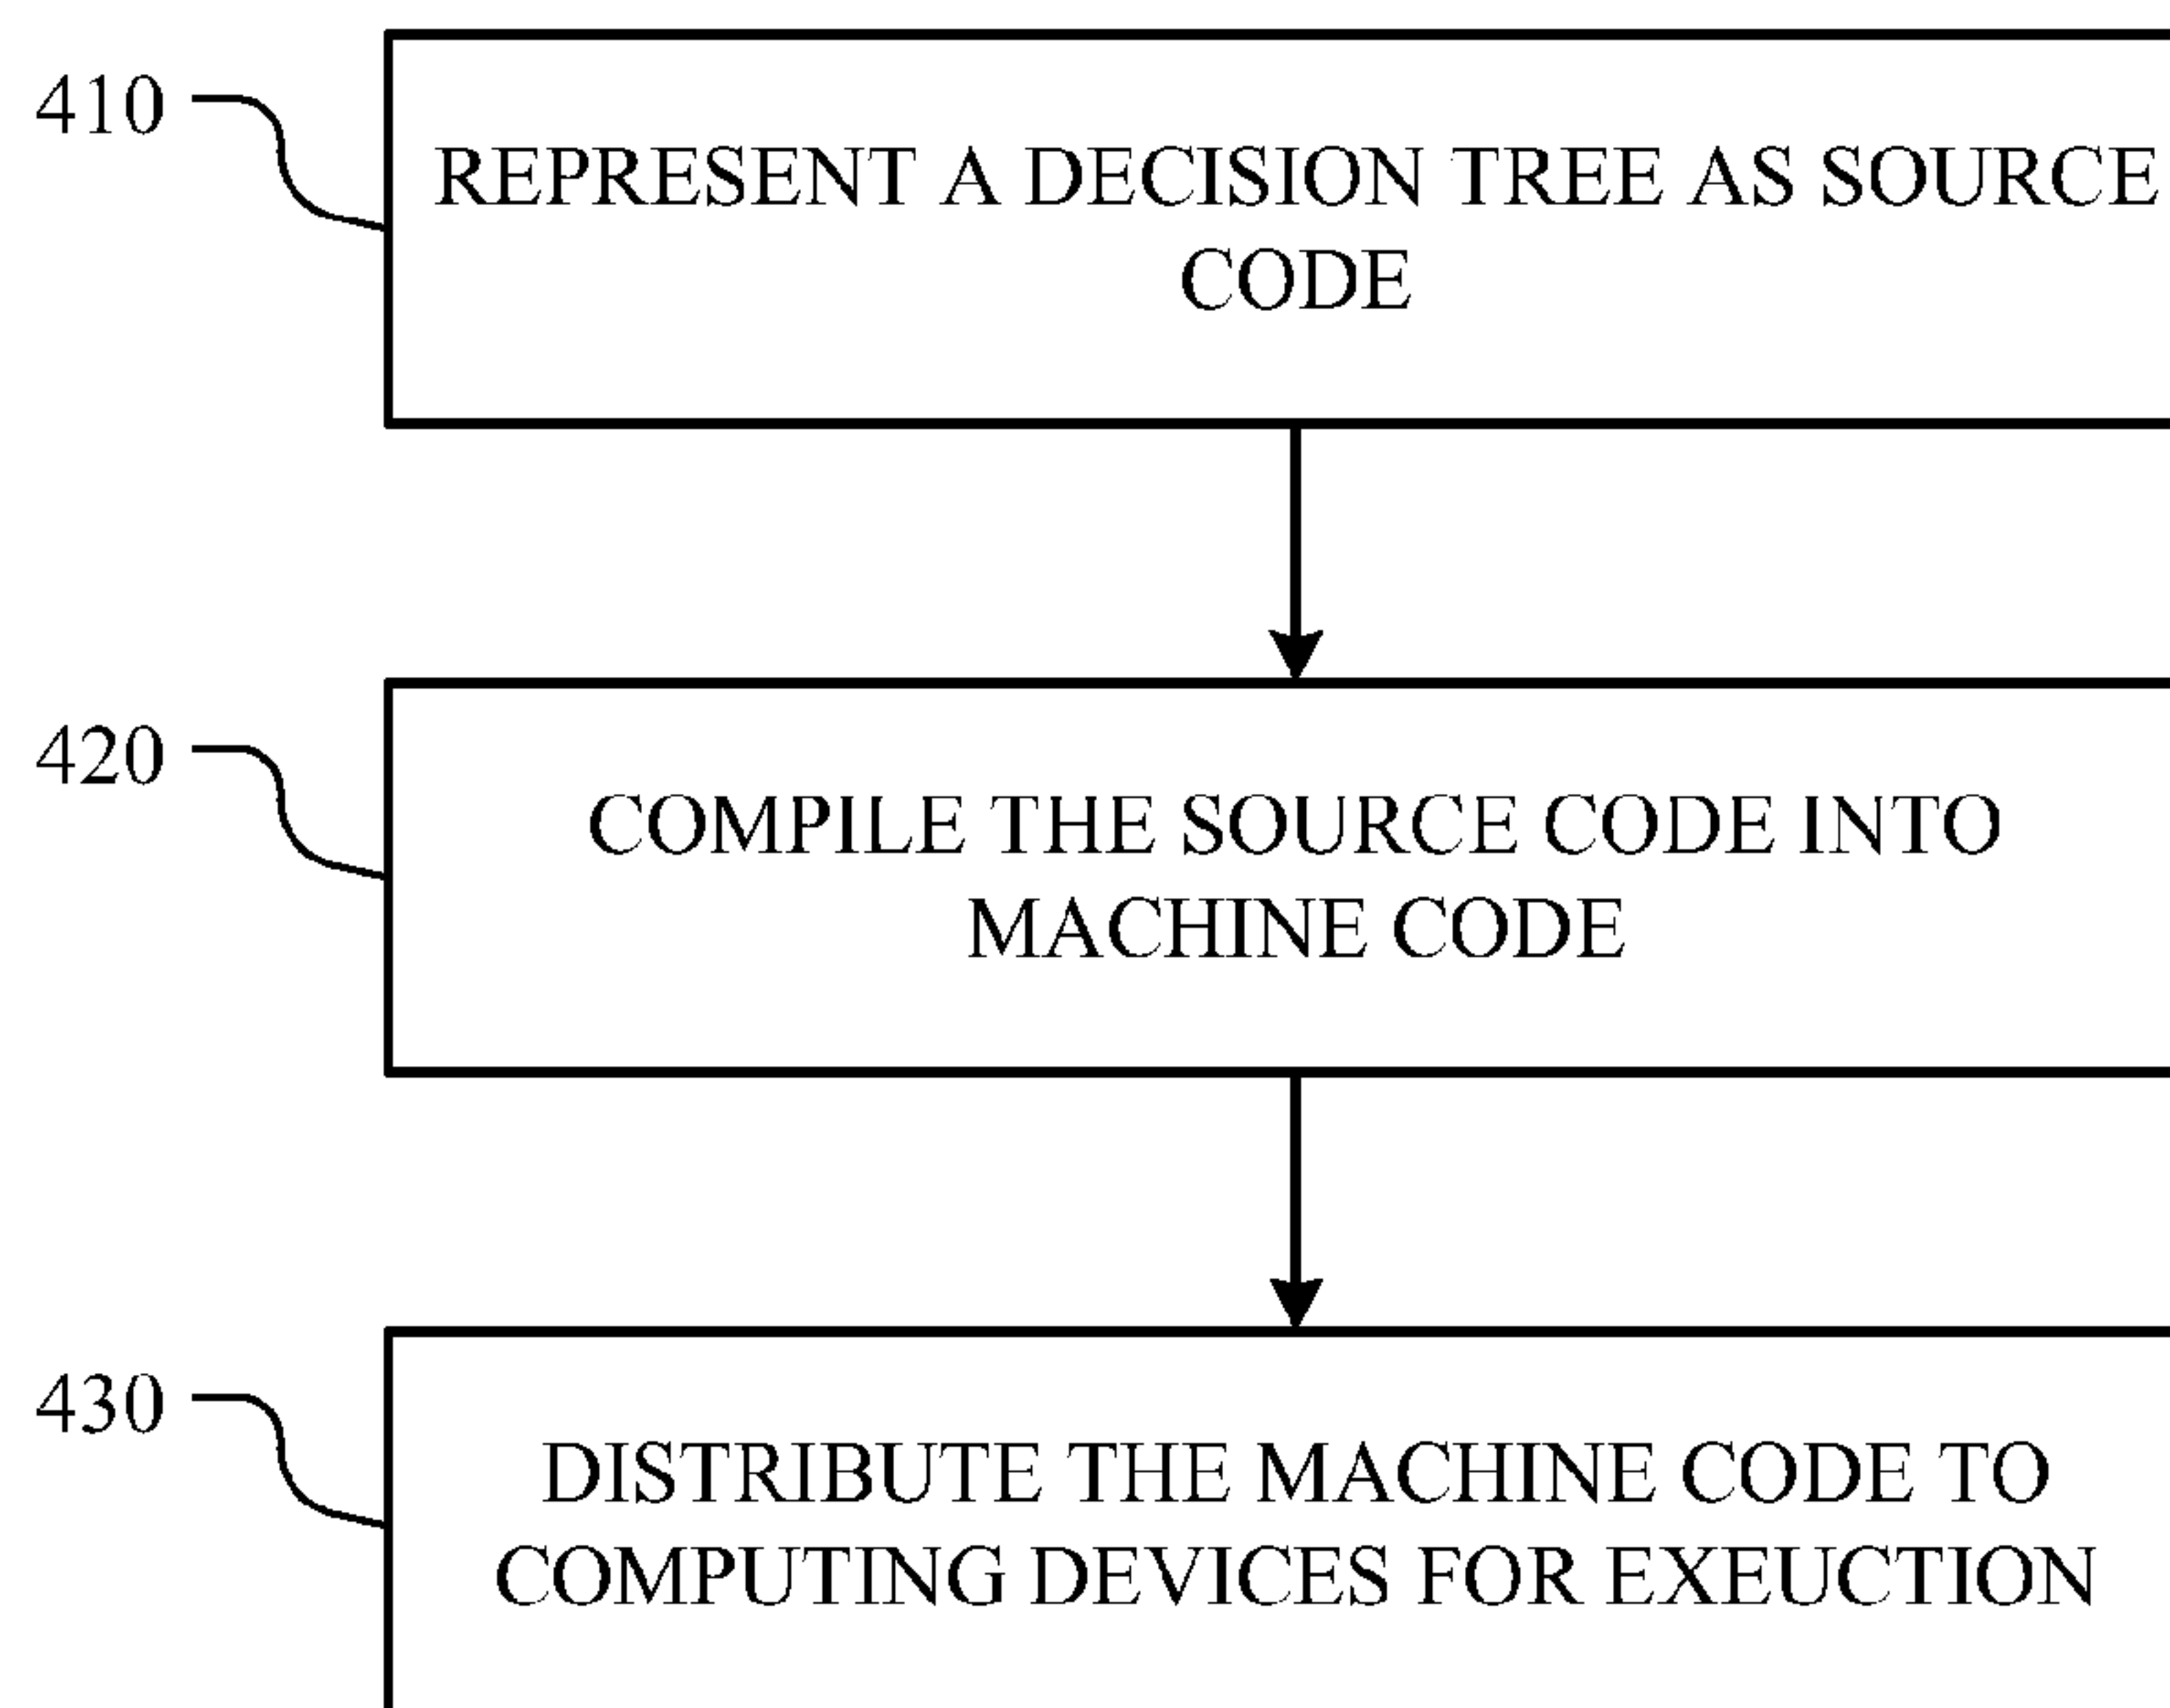 410
REPRESENT A DECISION TREE AS SOURCE
CODE
420
COMPILE THE SOURCE CODE INTO
MACHINE CODE
430
DISTRIBUTE THE MACHINE CODE TO
COMPUTING DEVICES FOR EXEUCTION